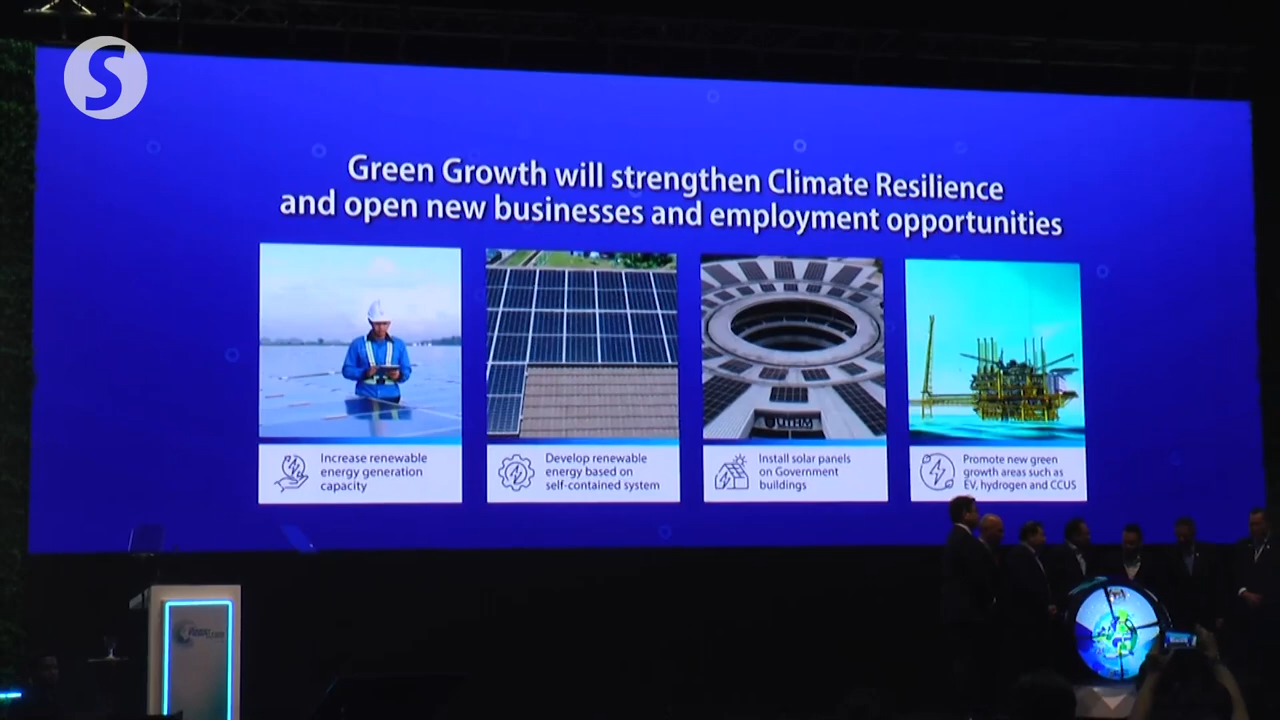 S
Green Growth will strengthen Climate Resilience
and open new businesses and employment opportunities
UTHM
Increase renewable
energy generation
capacity
Develop renewable
energy based on
self-contained system
Install solar panels
on Government
buildings
Promote new green
growth areas such as
EV, hydrogen and CCUS